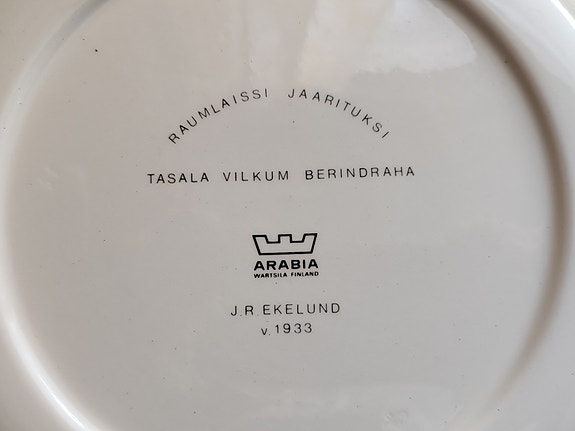 RAUMLAISSI JAARITUKSI
TASALA VILKUM BERINDRAHA
ARABIA
WARTSILA FINLAND
J.R.EKELUND
v.1933